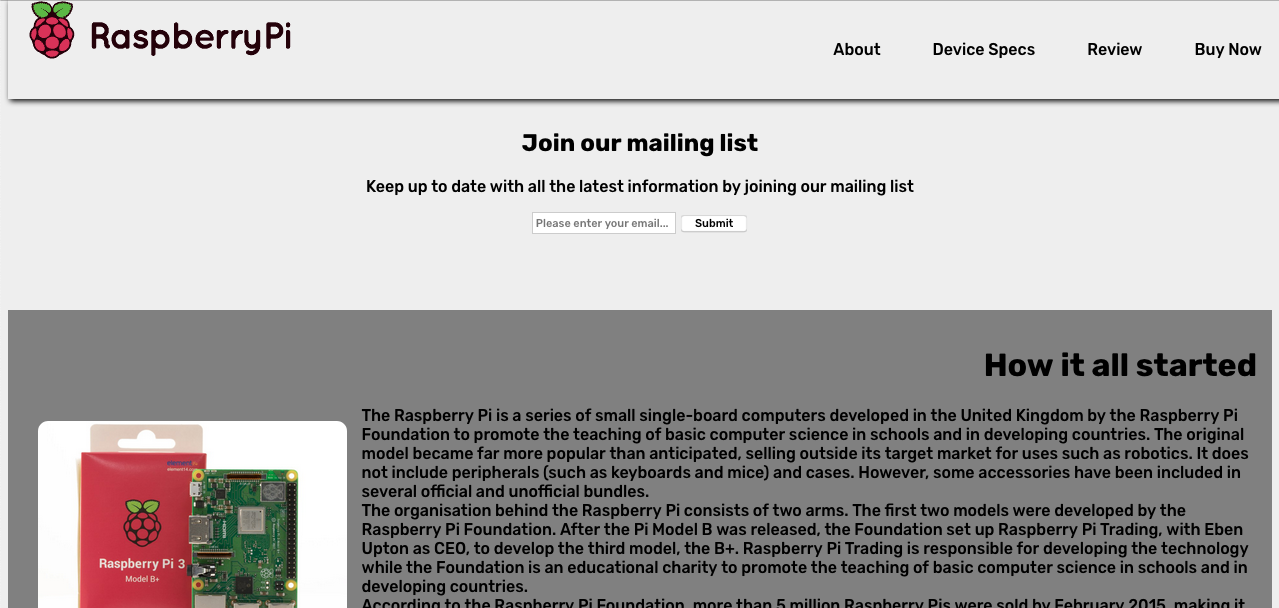 RaspberryPi
About
Device Specs
Review
Buy Now
Join our mailing list
Keep up to date with all the latest information by joining our mailing list
Please enter your email...
Submit
How it all started
The Raspberry Pi is a series of small single-board computers developed in the United Kingdom by the Raspberry Pi
Foundation to promote the teaching of basic computer science in schools and in developing countries. The original
model became far more popular than anticipated, selling outside its target market for uses such as robotics. It does
not include peripherals (such as keyboards and mice) and cases. However, some accessories have been included in
several official and unofficial bundles.
The organisation behind the Raspberry Pi consists of two arms. The first two models were developed by the
Raspberry Pi Foundation. After the Pi Model B was released, the Foundation set up Raspberry Pi Trading, with Eben
Upton as CEO, to develop the third model, the B+. Raspberry Pi Trading is responsible for developing the technology
while the Foundation is an educational charity to promote the teaching of basic computer science in schools and in
developing countries.
According to the Raspberry Pi Foundation, more than 5 million Raspberry Pis were sold by February 2015, making it
Raspberry Pi 3
Model B+